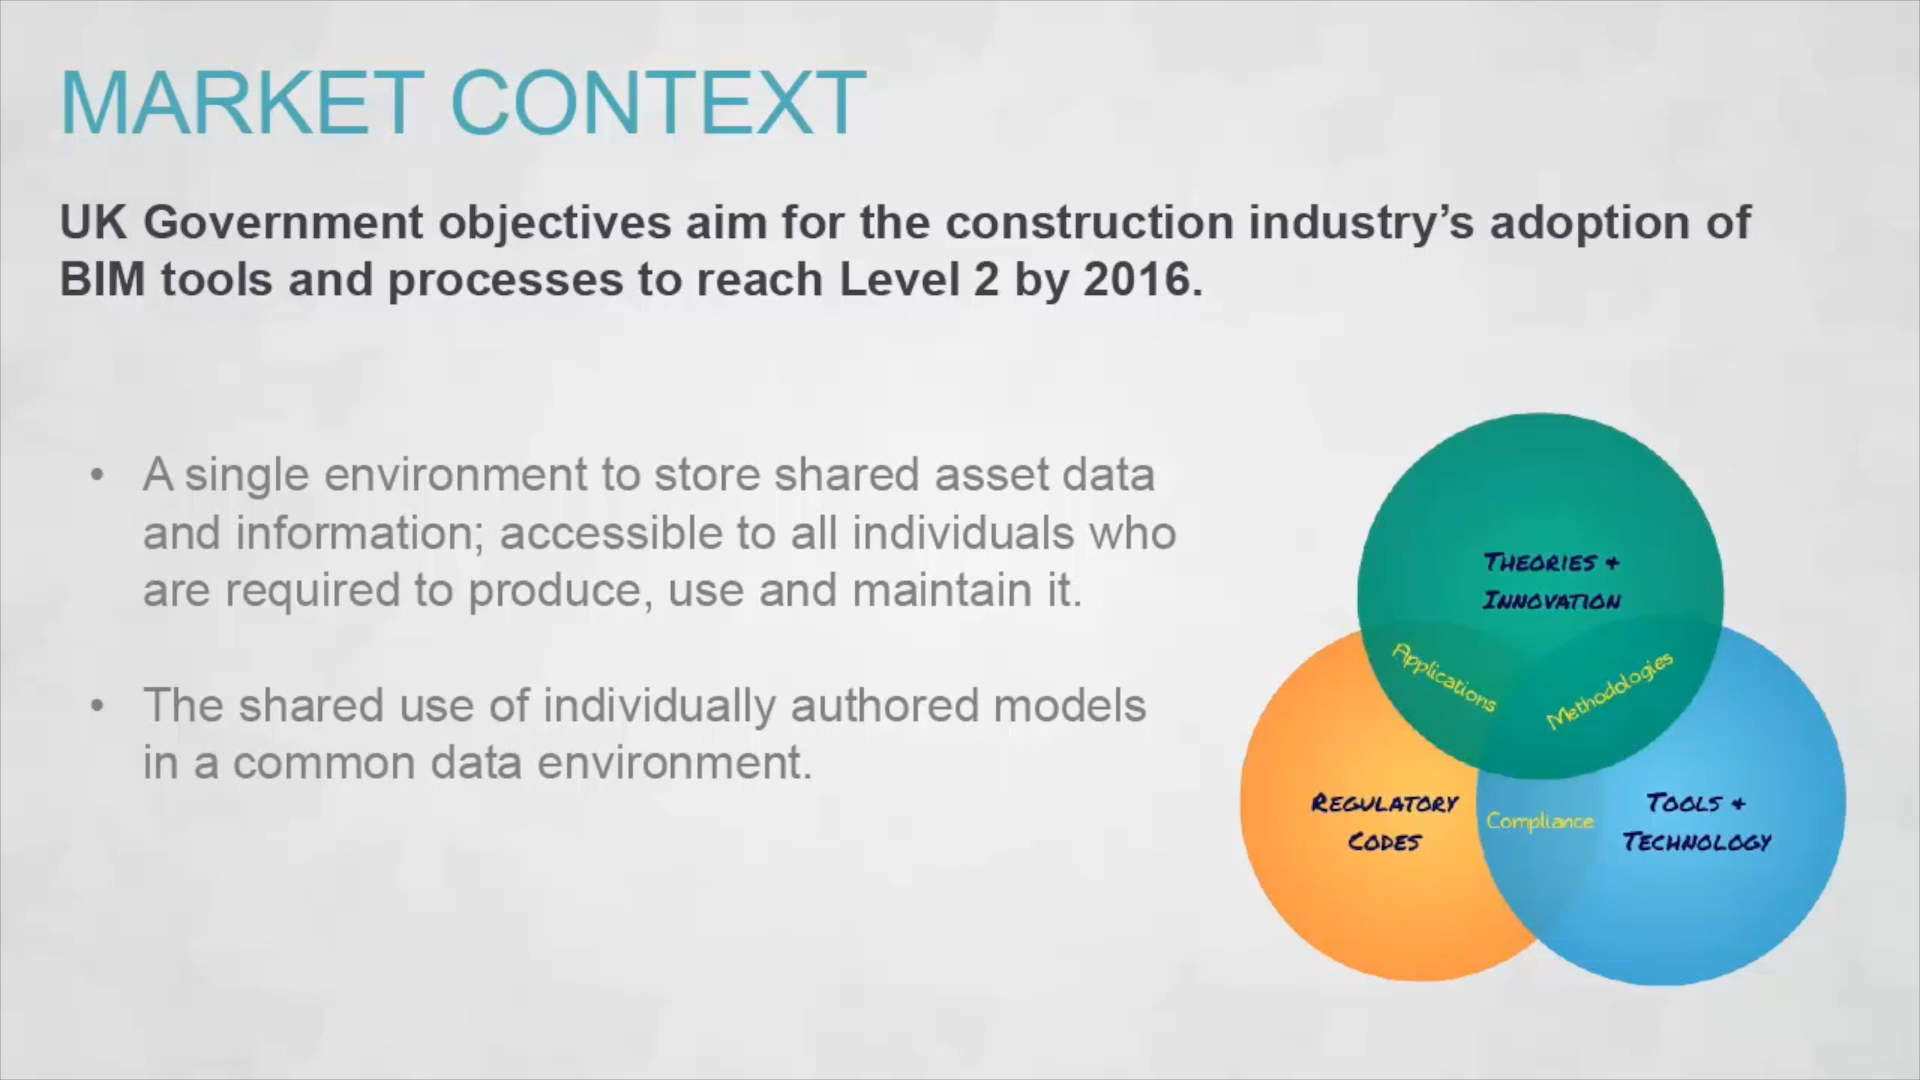 MARKET CONTEXT
UK Government objectives aim for the construction industry’s adoption of
BIM tools and processes to reach Level 2 by 2016.
• A single environment to store shared asset data
and information; accessible to all individuals who
are required to produce, use and maintain it.
• The shared use of individually authored models
in a common data environment.
THEORIES +
INNOVATION
Applications
Methodologies
REGULATORY
CODES
Compliance
TOOLS +
TECHNOLOGY